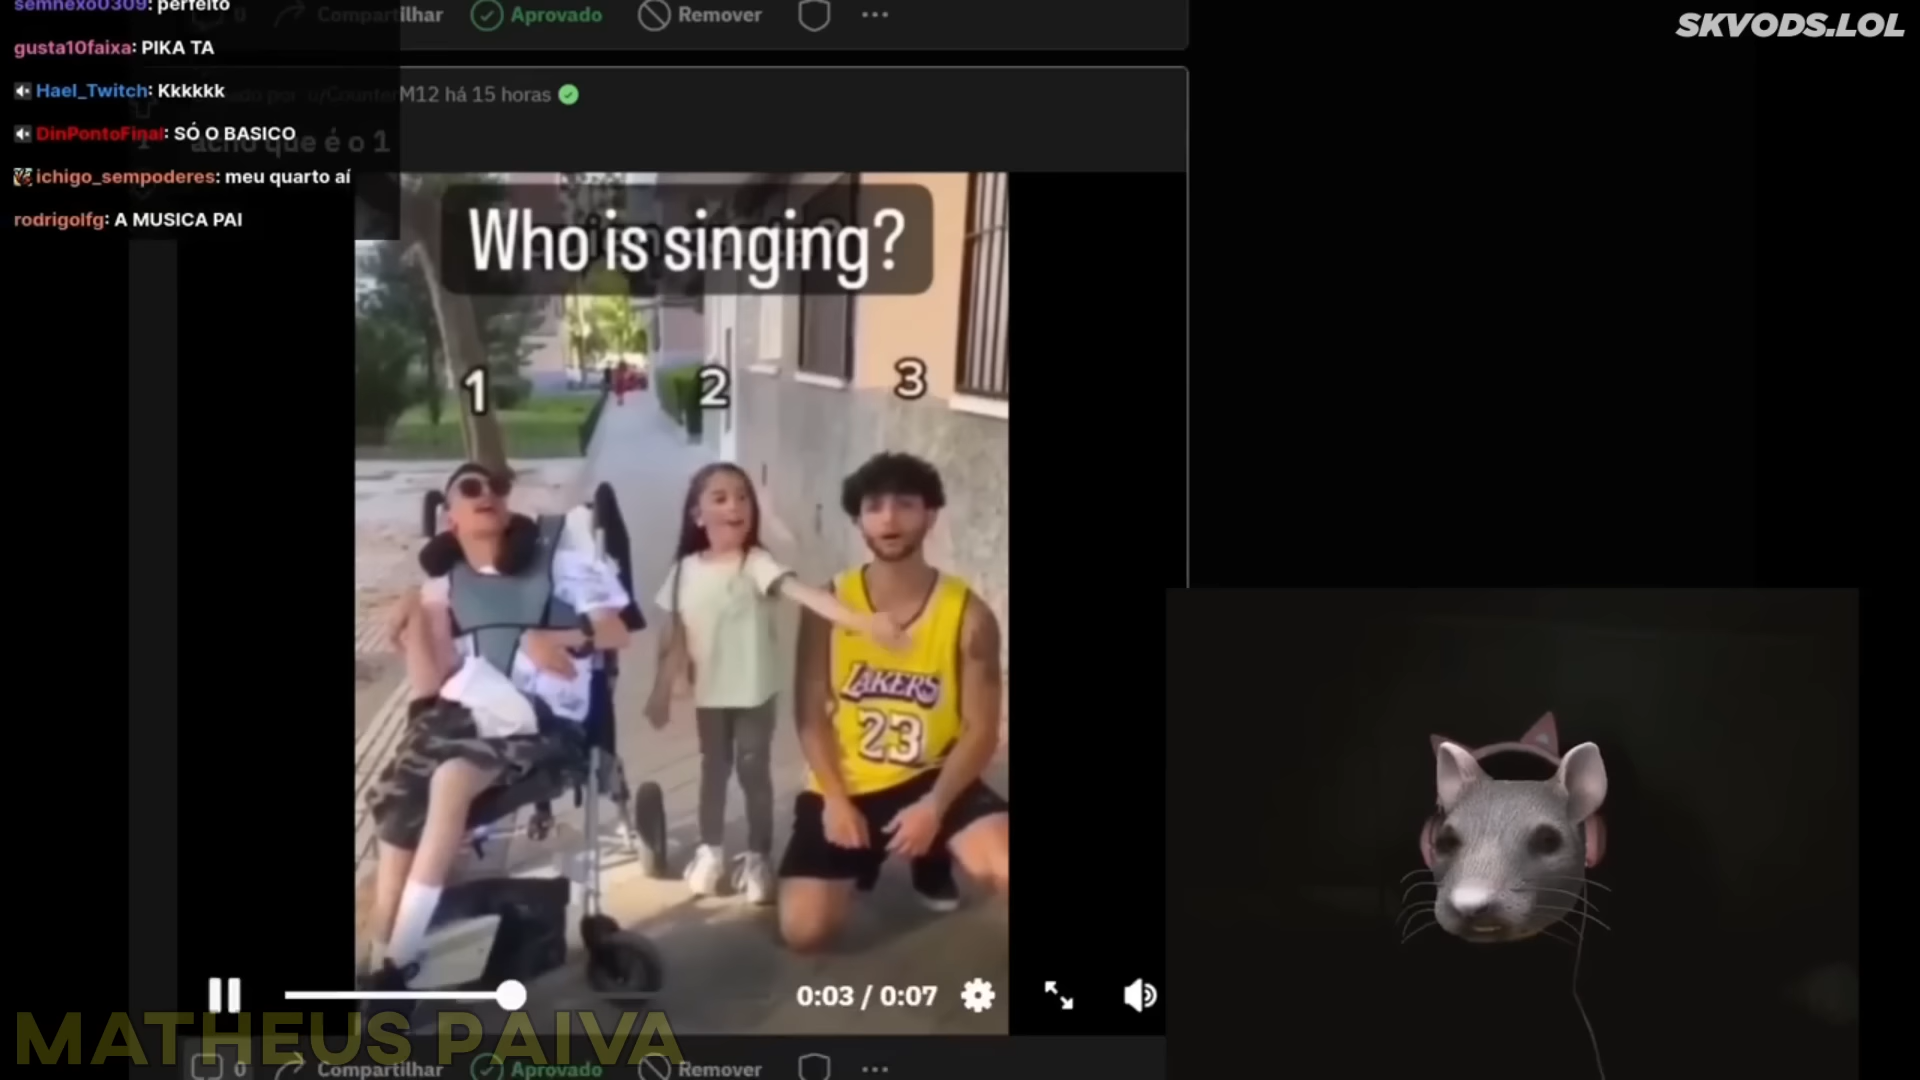 semnexo0309: perfeito
0 Compartilhar Aprovado Remover
SKVODS.LOL
gusta10faixa: PIKA TA
Hael_Twitch: Kkkkkk
M12 há 15 horas
DinPontoFinal: SÓ O BASICO
acho que é o 1
ichigo_sempoderes: meu quarto aí
rodrigolfg: A MUSICA PAI
Who is singing?
1
2
3
LAKERS
23
0:03 / 0:07
MATHEUS PAIVA
0 Compartilhar Aprovado Remover